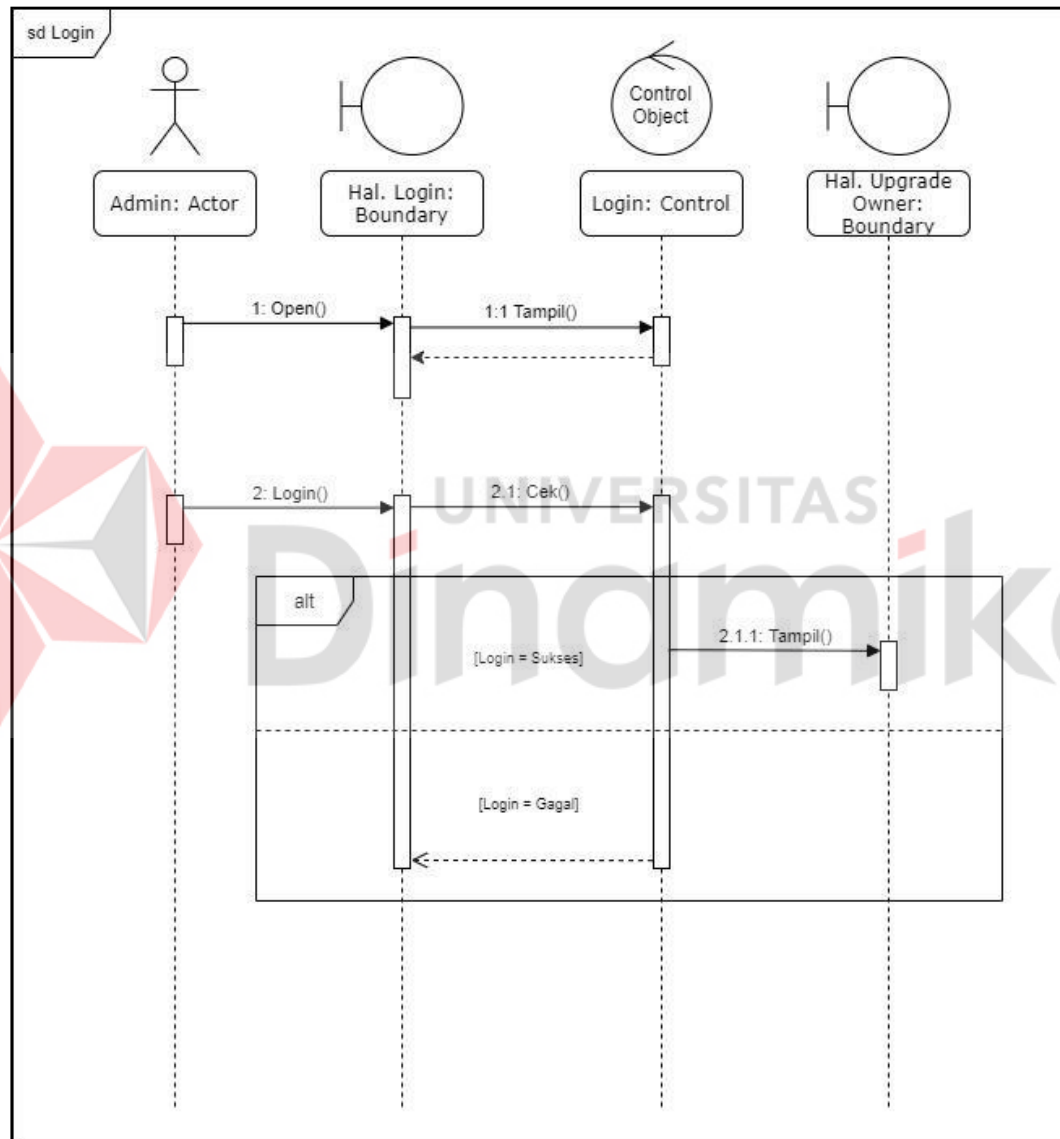 sd Login
Control
Object
Admin: Actor
Hal. Login:
Boundary
Login: Control
Hal. Upgrade
Owner:
Boundary
1: Open()
1:1 Tampil()
2: Login()
2.1: Cek()
UNIVERSITAS
Dinamika
alt
2.1.1: Tampil()
[Login = Sukses]
[Login = Gagal]